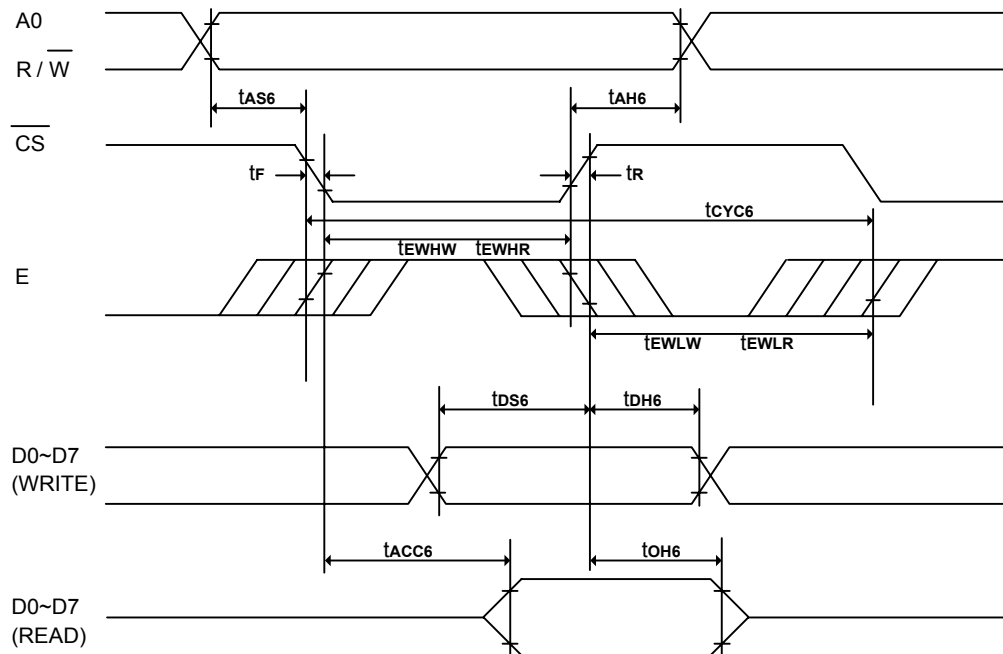 A0
R / W̅
tAS6 tAH6
C̅S̅
tF tR
tCYC6
tEWHW tEWHR
E
tEWLW tEWLR
tDS6 tDH6
D0~D7
(WRITE)
tACC6 tOH6
D0~D7
(READ)